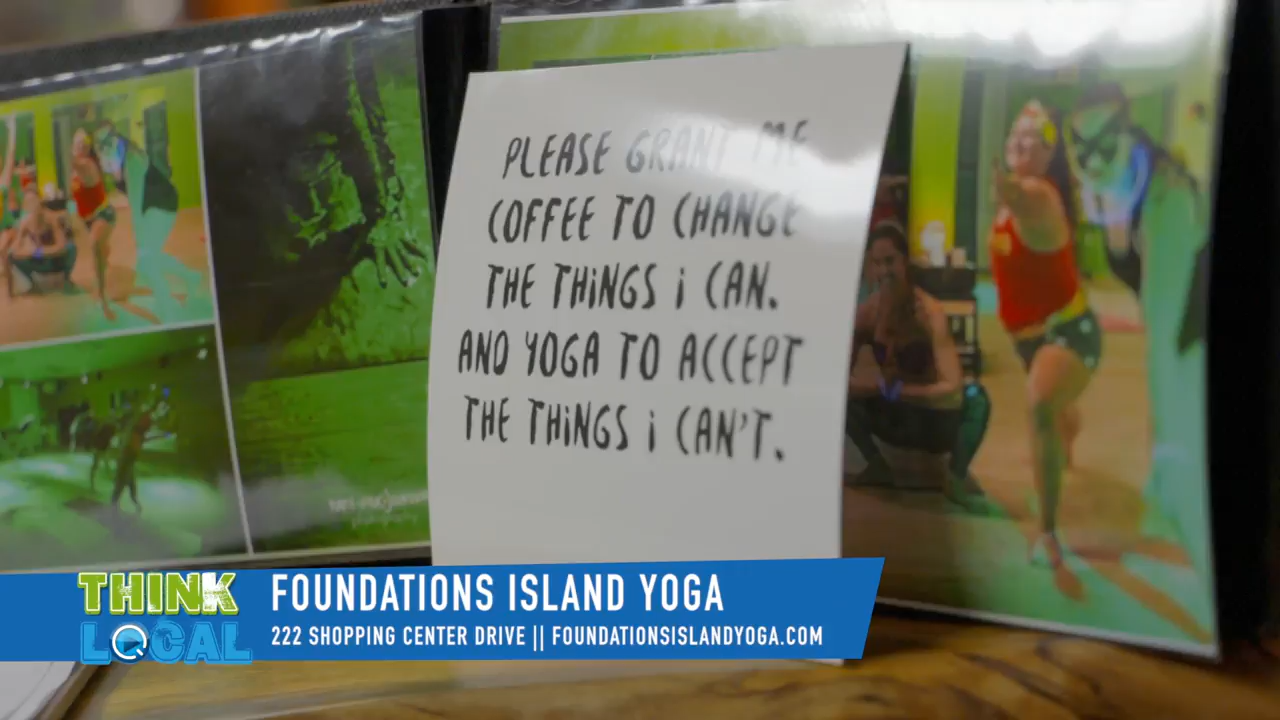 PLEASE GRANT ME
COFFEE TO CHANGE
THE THiNGS i CAN.
AND YOGA TO ACCEPT
THE THiNGS i CAN'T.
THINK
LOCAL
FOUNDATIONS ISLAND YOGA
222 SHOPPING CENTER DRIVE || FOUNDATIONSISLANDYOGA.COM